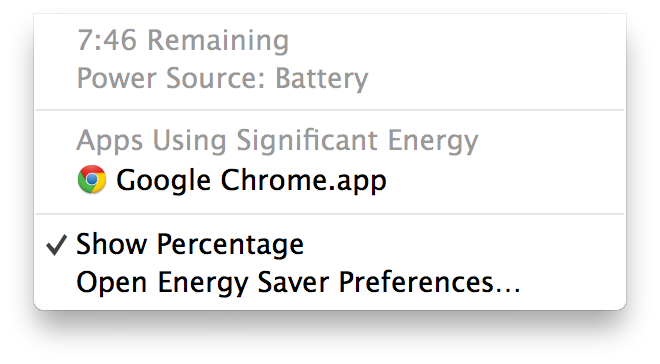 7:46 Remaining
Power Source: Battery
Apps Using Significant Energy
Google Chrome.app
Show Percentage
Open Energy Saver Preferences…